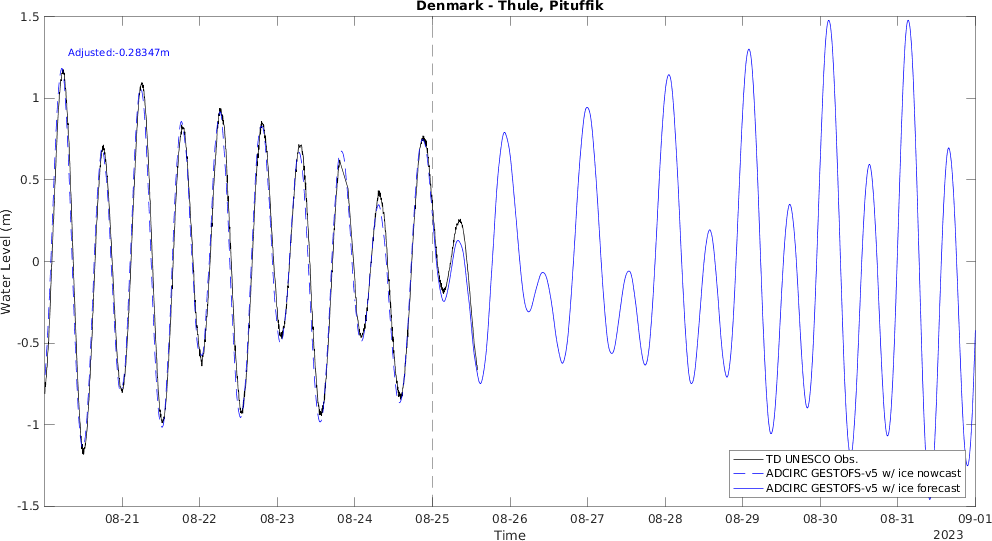 Denmark - Thule, Pituffik
Adjusted:-0.28347m
Water Level (m)
1.5
1
0.5
0
-0.5
-1
-1.5
TD UNESCO Obs.
ADCIRC GESTOFS-v5 w/ ice nowcast
ADCIRC GESTOFS-v5 w/ ice forecast
08-21 08-22 08-23 08-24 08-25 08-26 08-27 08-28 08-29 08-30 08-31 09-01
Time
2023